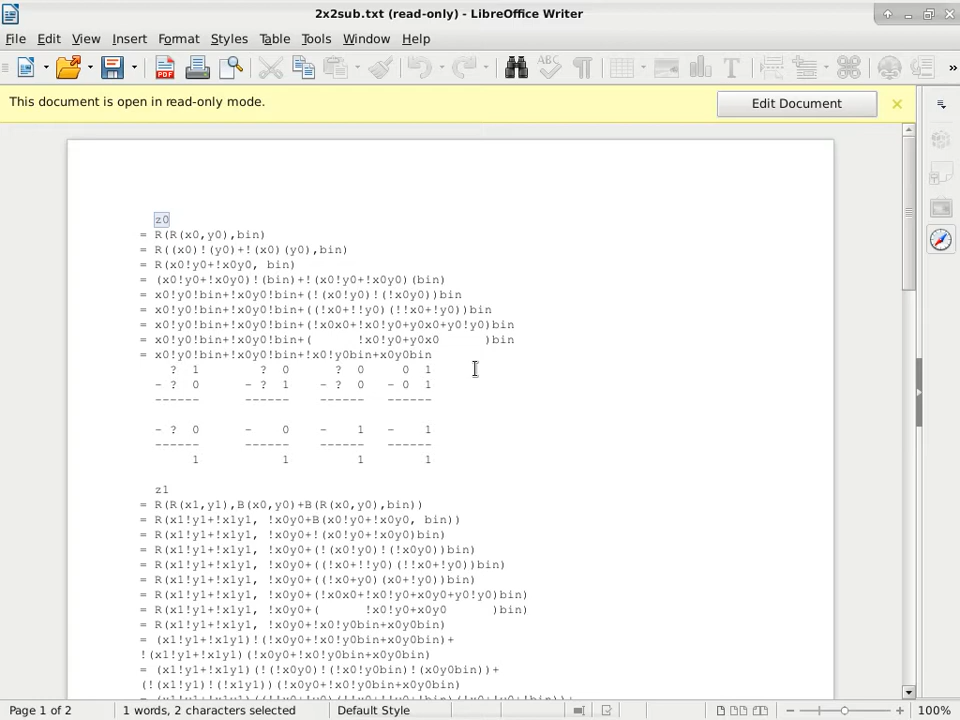 2x2sub.txt (read-only) - LibreOffice Writer
File Edit View Insert Format Styles Table Tools Window Help
This document is open in read-only mode. Edit Document
z0
= R(R(x0,y0),bin)
= R((x0)!(y0)+!(x0)(y0),bin)
= R(x0!y0+!x0y0, bin)
= (x0!y0+!x0y0)!(bin)+!(x0!y0+!x0y0)(bin)
= x0!y0!bin+!x0y0!bin+(!(x0!y0)!(!x0y0))bin
= x0!y0!bin+!x0y0!bin+((!x0+!!y0)(!!x0+!y0))bin
= x0!y0!bin+!x0y0!bin+(!x0x0+!x0!y0+y0x0+y0!y0)bin
= x0!y0!bin+!x0y0!bin+(      !x0!y0+y0x0      )bin
= x0!y0!bin+!x0y0!bin+!x0!y0bin+x0y0bin
    ?  1        ?  0      ?  0     0  1
  - ?  0      - ?  1    - ?  0   - 0  1
  ------      ------    ------   ------
  - ?  0      -    0    -    1   -    1
  ------      ------    ------   ------
       1           1         1        1
z1
= R(R(x1,y1),B(x0,y0)+B(R(x0,y0),bin))
= R(x1!y1+!x1y1, !x0y0+B(x0!y0+!x0y0, bin))
= R(x1!y1+!x1y1, !x0y0+!(x0!y0+!x0y0)bin)
= R(x1!y1+!x1y1, !x0y0+(!(x0!y0)!(!x0y0))bin)
= R(x1!y1+!x1y1, !x0y0+((!x0+!!y0)(!!x0+!y0))bin)
= R(x1!y1+!x1y1, !x0y0+((!x0+y0)(x0+!y0))bin)
= R(x1!y1+!x1y1, !x0y0+(!x0x0+!x0!y0+x0y0+y0!y0)bin)
= R(x1!y1+!x1y1, !x0y0+(      !x0!y0+x0y0      )bin)
= R(x1!y1+!x1y1, !x0y0+!x0!y0bin+x0y0bin)
= (x1!y1+!x1y1)!(!x0y0+!x0!y0bin+x0y0bin)+
!(x1!y1+!x1y1)(!x0y0+!x0!y0bin+x0y0bin)
= (x1!y1+!x1y1)(!(!x0y0)!(!x0!y0bin)!(x0y0bin))+
(!(x1!y1)!(!x1y1))(!x0y0+!x0!y0bin+x0y0bin)
Page 1 of 2 1 words, 2 characters selected Default Style 100%